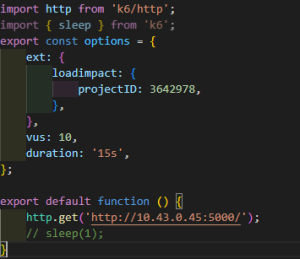 import http from 'k6/http';
import { sleep } from 'k6';
export const options = {
    ext: {
        loadimpact: {
            projectID: 3642978,
        },
    },
    vus: 10,
    duration: '15s',
};

export default function () {
    http.get('http://10.43.0.45:5000/');
    // sleep(1);
}